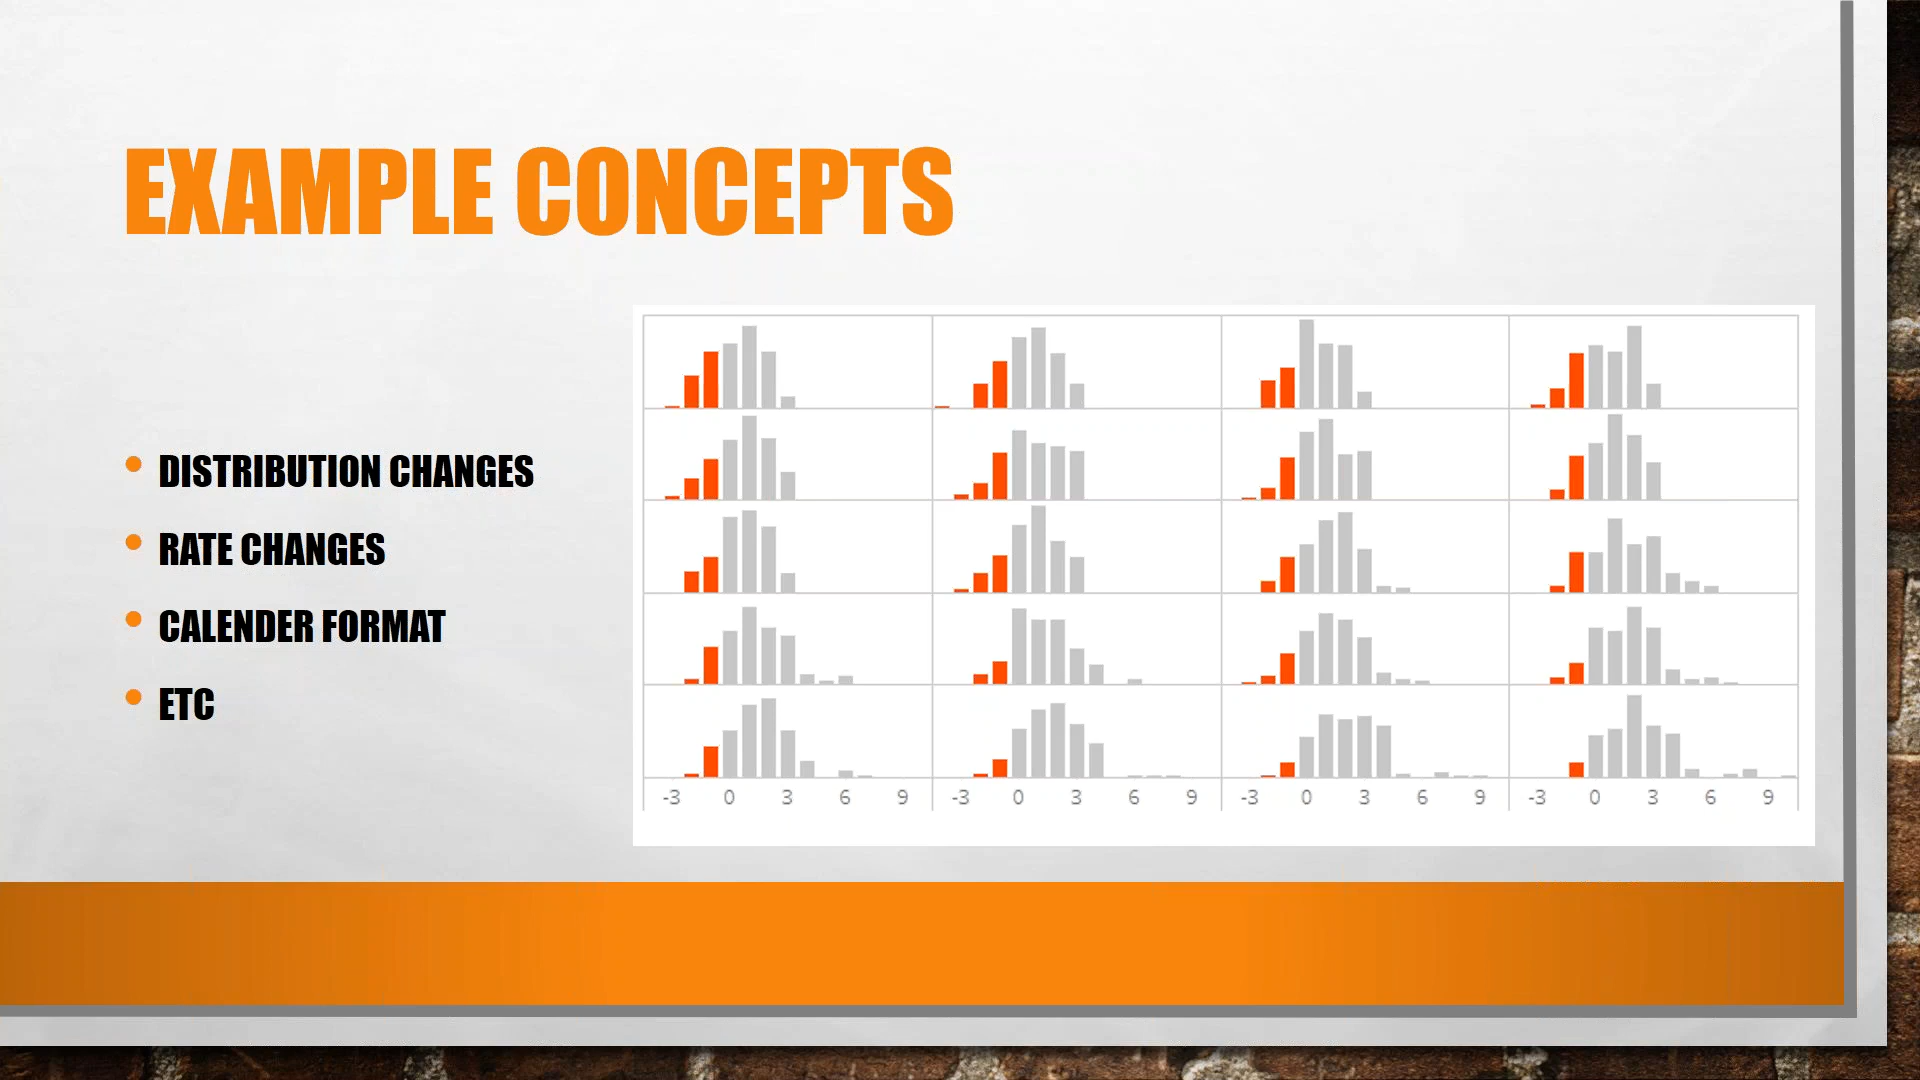 EXAMPLE CONCEPTS
DISTRIBUTION CHANGES
RATE CHANGES
CALENDER FORMAT
ETC
-3 0 3 6 9 -3 0 3 6 9 -3 0 3 6 9 -3 0 3 6 9